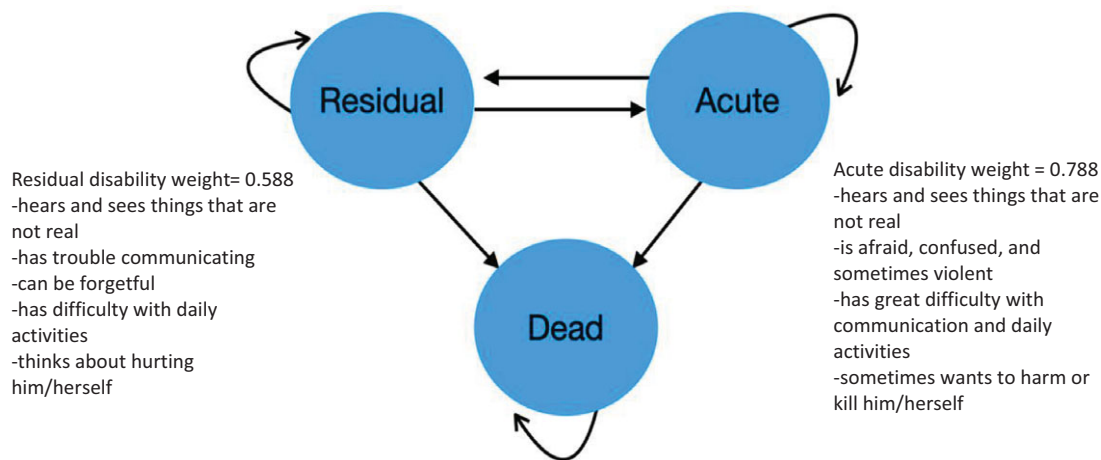 Residual
Acute
Residual disability weight= 0.588
-hears and sees things that are
not real
-has trouble communicating
-can be forgetful
-has difficulty with daily
activities
-thinks about hurting
him/herself
Acute disability weight = 0.788
-hears and sees things that are
not real
-is afraid, confused, and
sometimes violent
-has great difficulty with
communication and daily
activities
-sometimes wants to harm or
kill him/herself
Dead